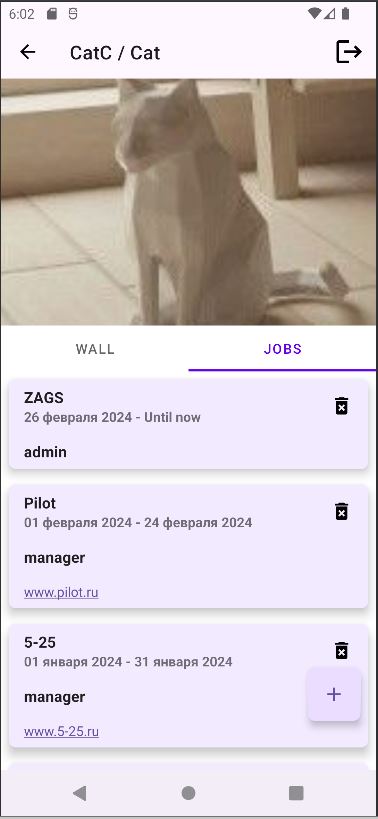 6:02
CatC / Cat
WALL
JOBS
ZAGS
26 февраля 2024 - Until now
admin
Pilot
01 февраля 2024 - 24 февраля 2024
manager
www.pilot.ru
5-25
01 января 2024 - 31 января 2024
manager
www.5-25.ru